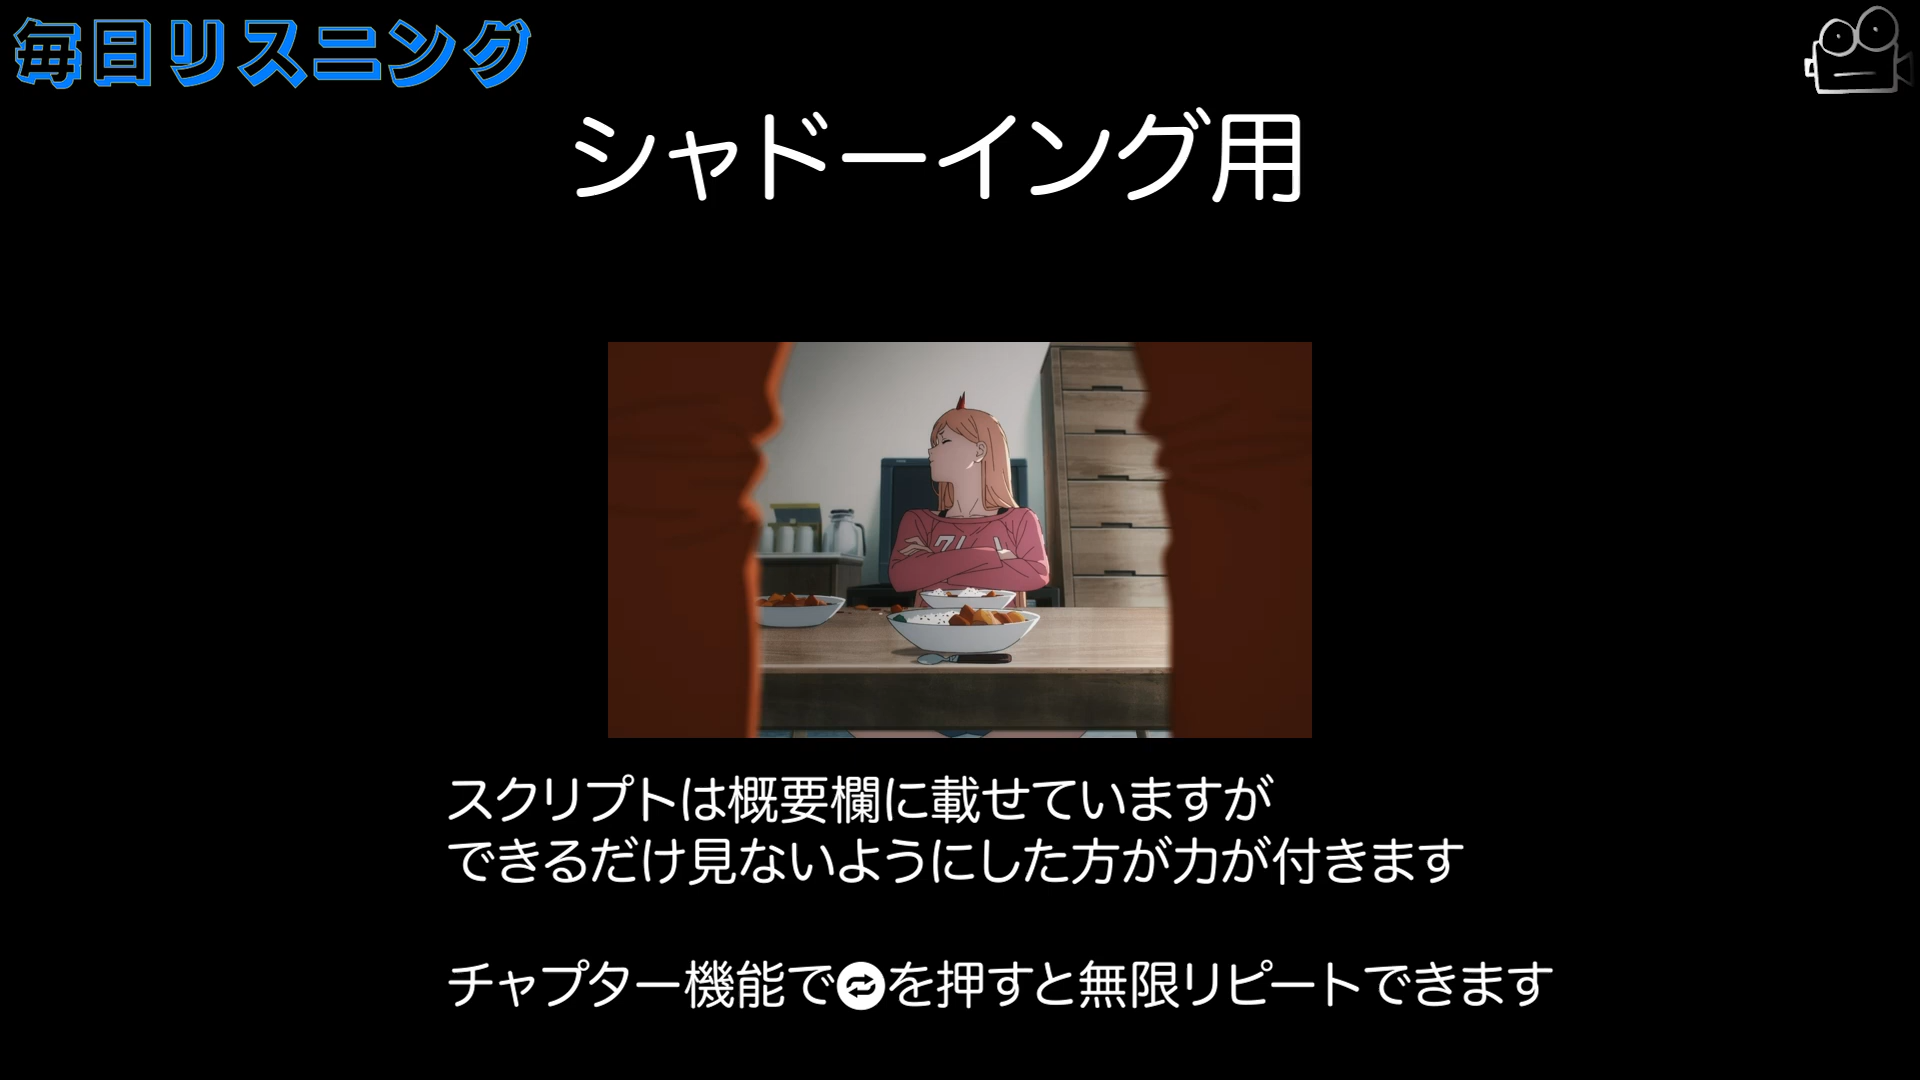 毎日リスニング
シャドーイング用
スクリプトは概要欄に載せていますが
できるだけ見ないようにした方が力が付きます
チャプター機能で🔁を押すと無限リピートできます